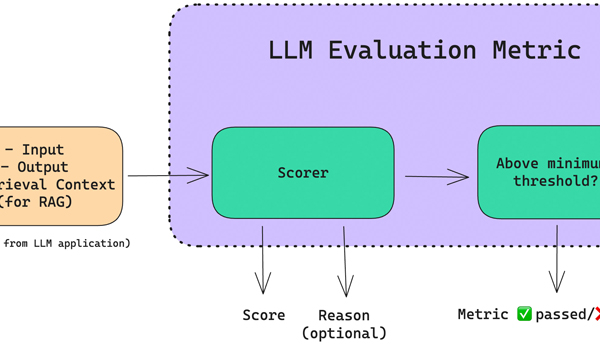 LLM Evaluation Metric
- Input
- Output
rieval Context
(for RAG)
from LLM application)
Scorer
Above minimum
threshold?
Score
Reason
(optional)
Metric ✅ passed/❌